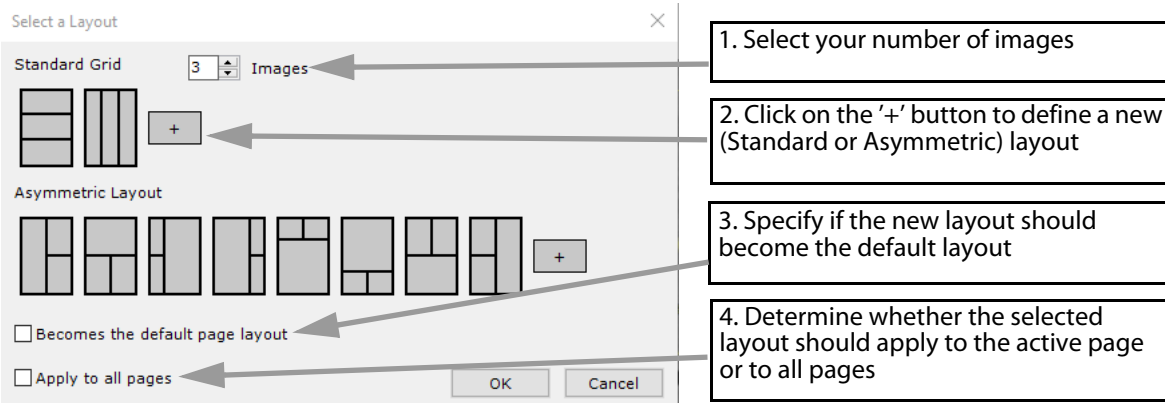 Select a Layout
Standard Grid
3
Images
+
Asymmetric Layout
+
Becomes the default page layout
Apply to all pages
OK
Cancel
1. Select your number of images
2. Click on the ‘+’ button to define a new
(Standard or Asymmetric) layout
3. Specify if the new layout should
become the default layout
4. Determine whether the selected
layout should apply to the active page
or to all pages